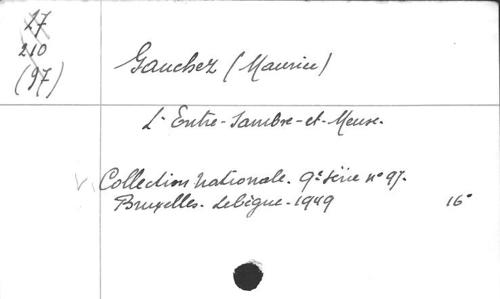 27
210
(97)
Gauchez (Maurice)
L'Entre-Sambre-et-Meuse.
Collection nationale. 9e série n° 97.
Bruxelles. Lebègue. 1949 16°